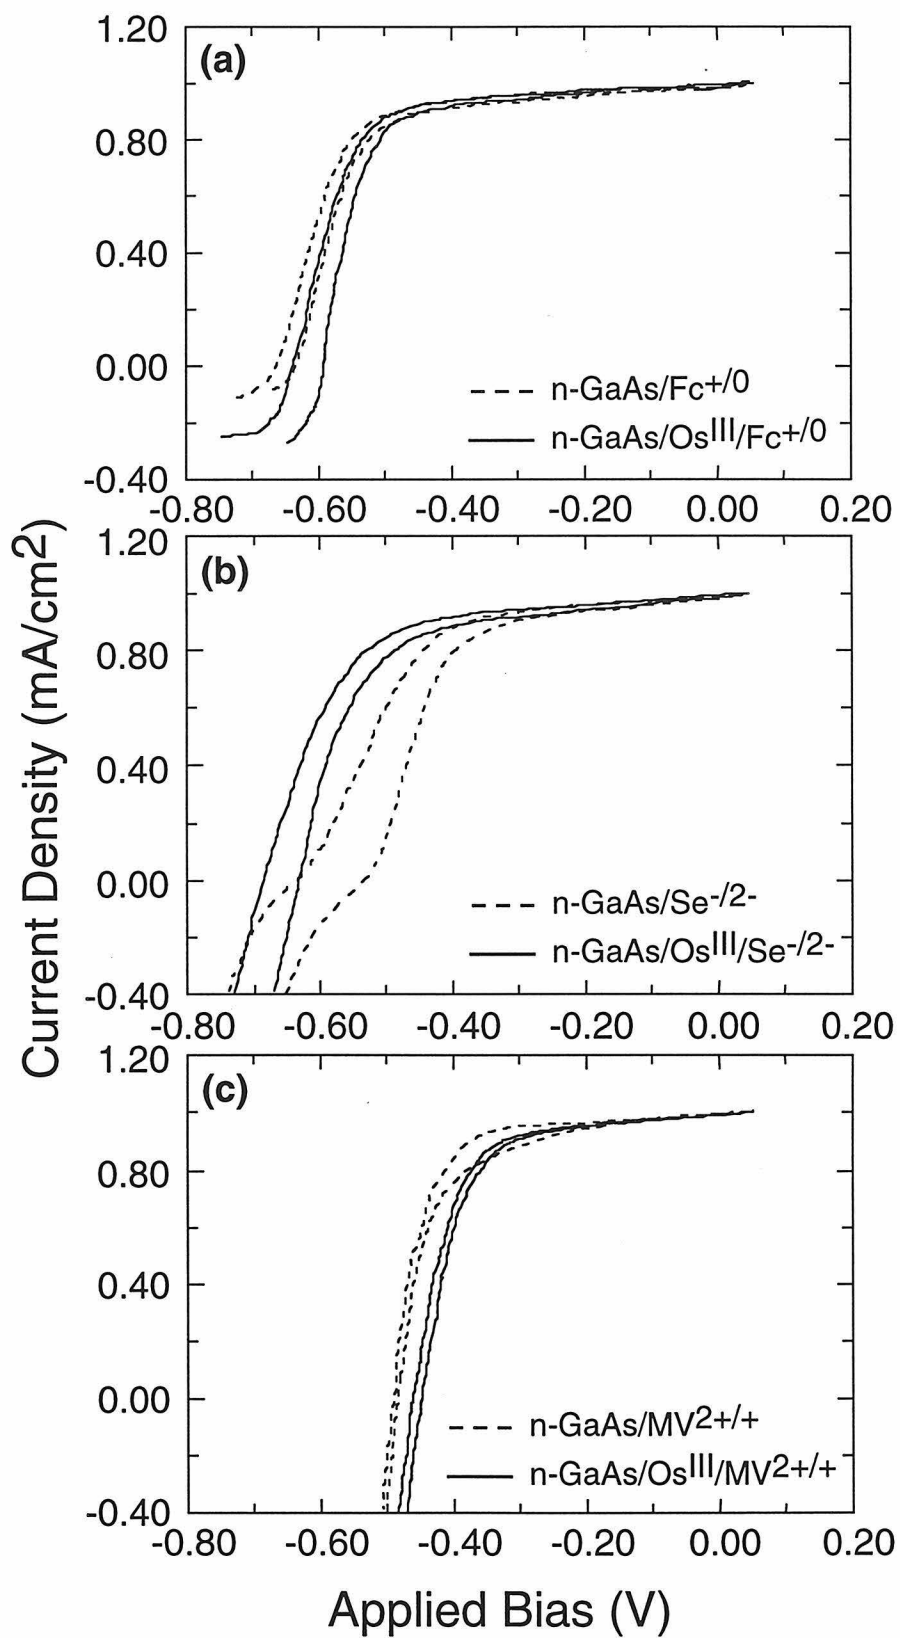 1.20
(a)
0.80
0.40
0.00
n-GaAs/Fc+/0
n-GaAs/OsIII/Fc+/0
-0.40
-0.80 -0.60 -0.40 -0.20 0.00 0.20
1.20
(b)
0.80
0.40
0.00
n-GaAs/Se-/2-
n-GaAs/OsIII/Se-/2-
-0.40
-0.80 -0.60 -0.40 -0.20 0.00 0.20
Current Density (mA/cm2)
1.20
(c)
0.80
0.40
0.00
n-GaAs/MV2+/+
n-GaAs/OsIII/MV2+/+
-0.40
-0.80 -0.60 -0.40 -0.20 0.00 0.20
Applied Bias (V)